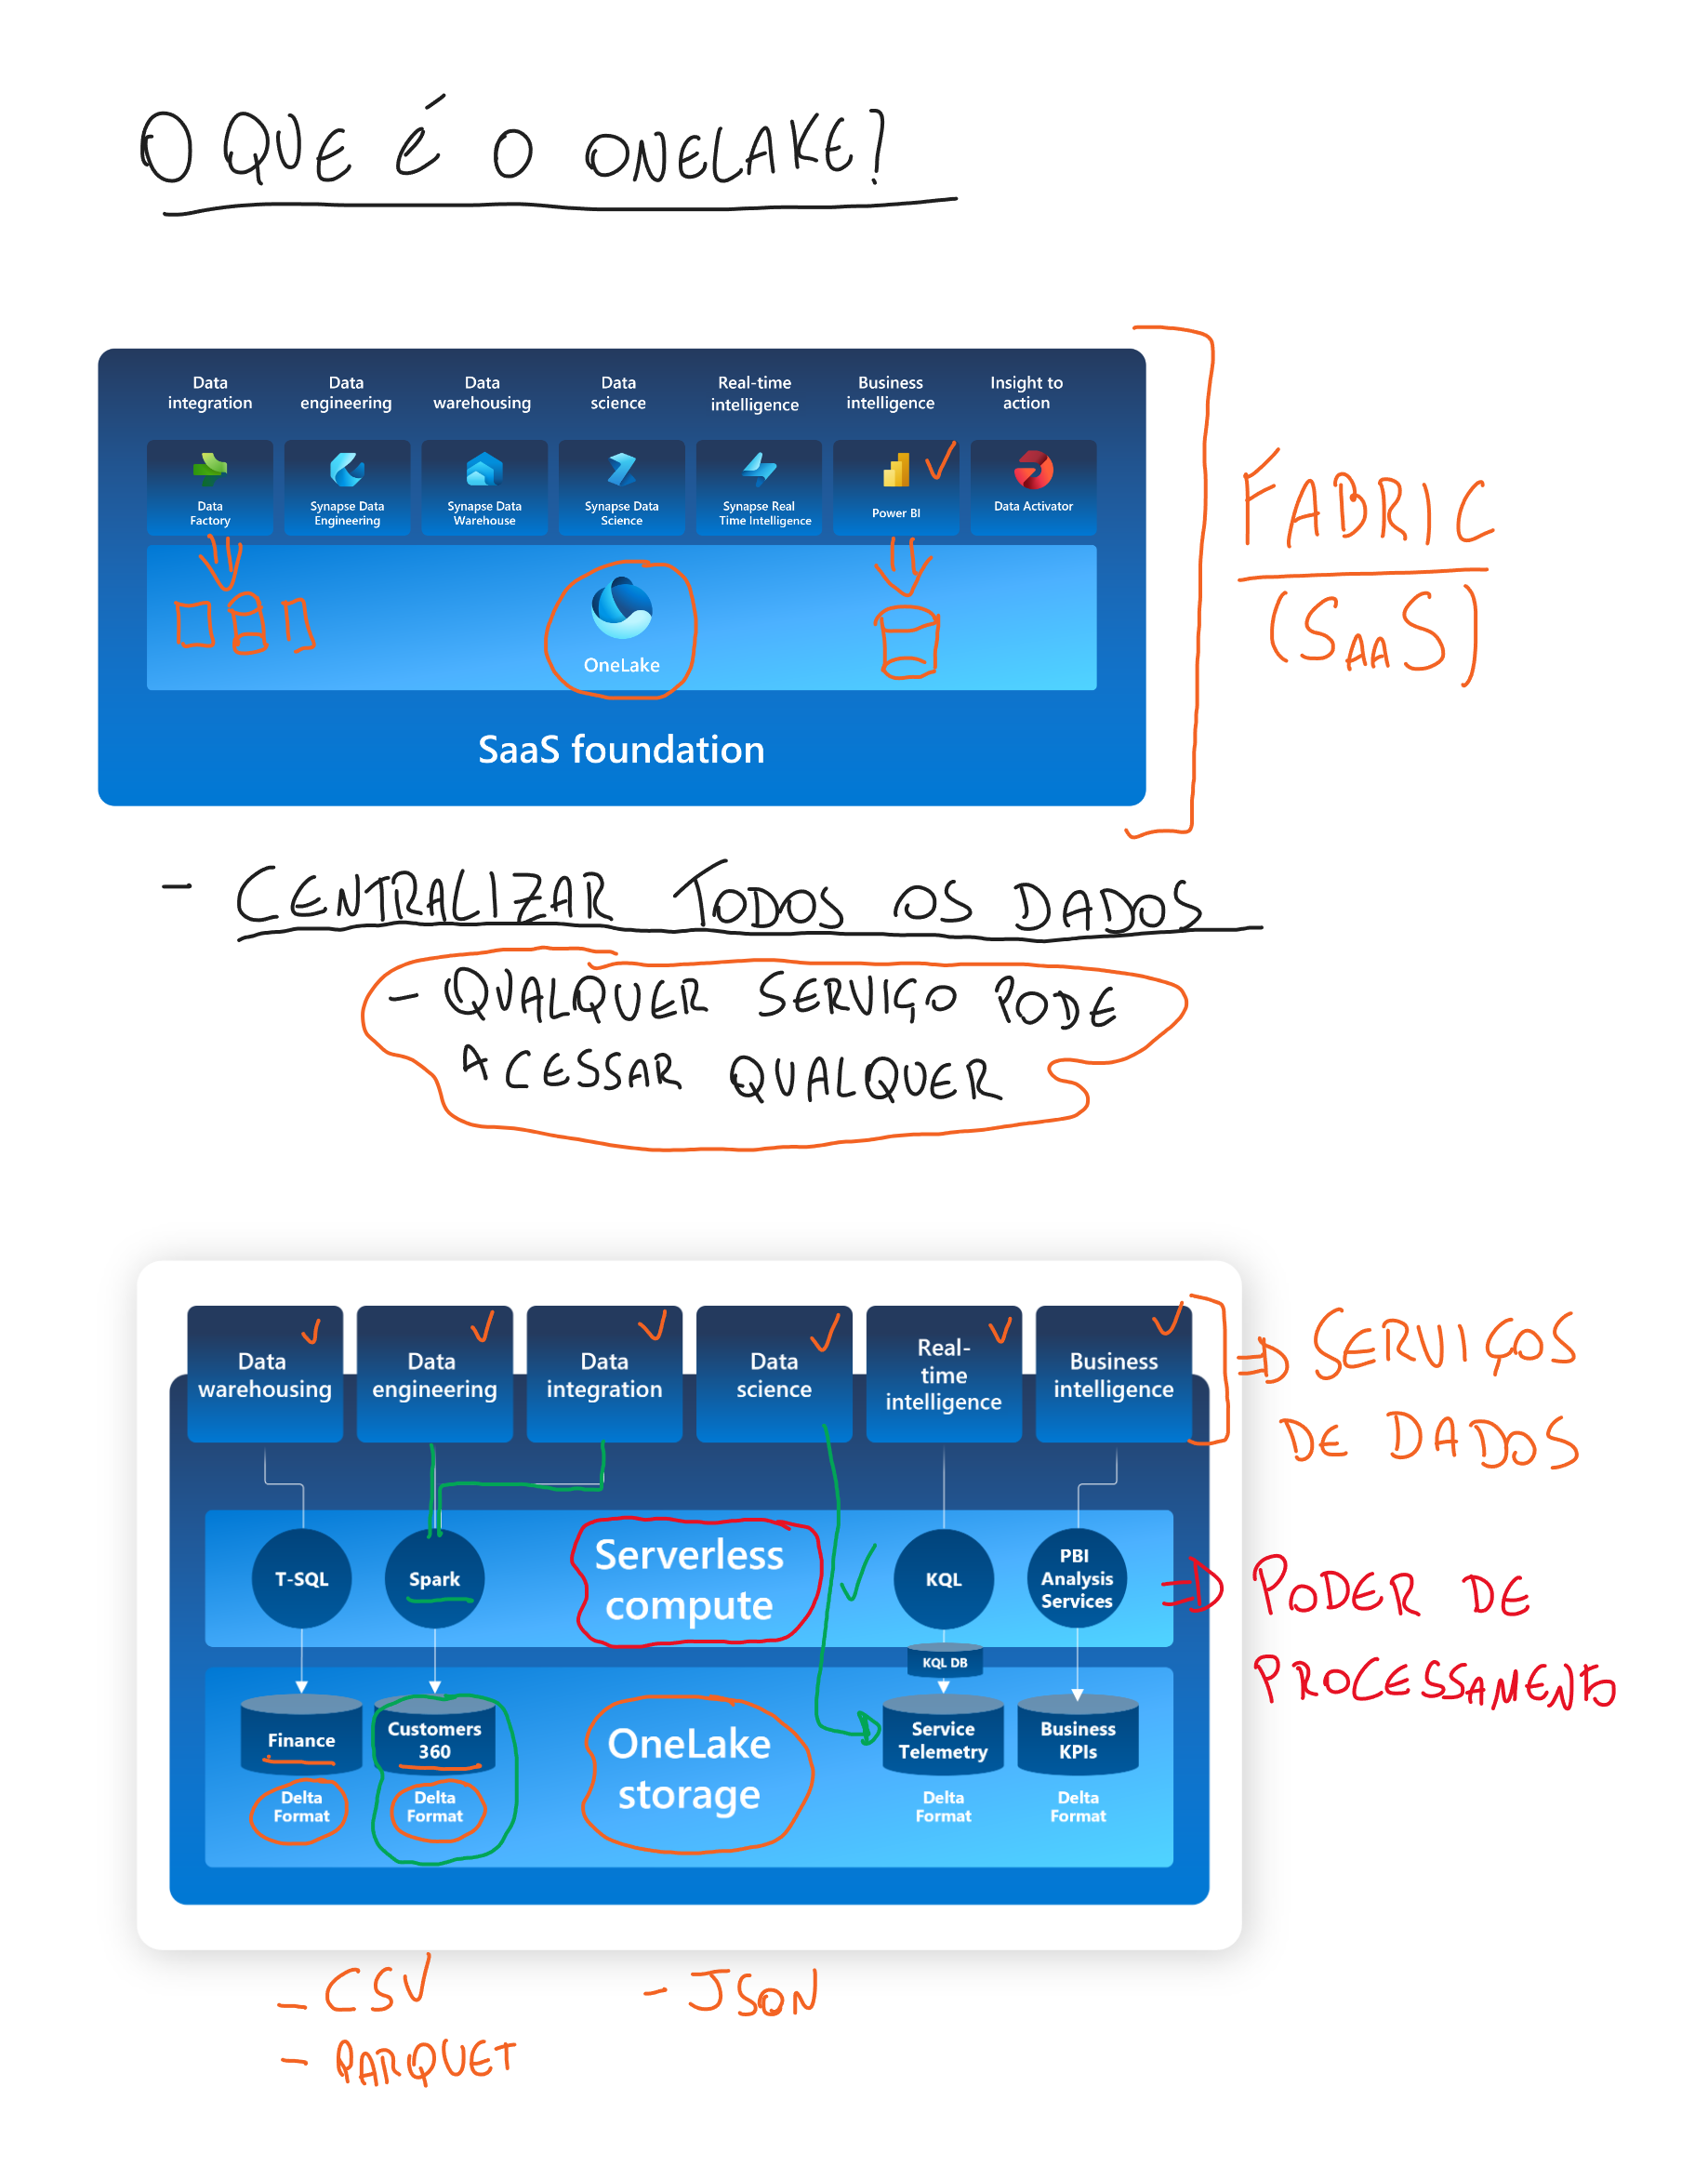 O QUE É O ONELAKE?
Data integration
Data engineering
Data warehousing
Data science
Real-time intelligence
Business intelligence
Insight to action
Data Factory
Synapse Data Engineering
Synapse Data Warehouse
Synapse Data Science
Synapse Real Time Intelligence
Power BI
Data Activator
OneLake
SaaS foundation
FABRIC
(SAAS)
- CENTRALIZAR TODOS OS DADOS
- QUALQUER SERVIÇO PODE
ACESSAR QUALQUER
Data warehousing
Data engineering
Data integration
Data science
Real-time intelligence
Business intelligence
=D SERVIÇOS
DE DADOS
T-SQL
Spark
Serverless
compute
KQL
PBI Analysis Services
=D PODER DE
PROCESSAMENTO
KQL DB
Finance
Customers 360
OneLake
storage
Service Telemetry
Business KPIs
Delta Format
Delta Format
Delta Format
Delta Format
- CSV
- JSON
- PARQUET